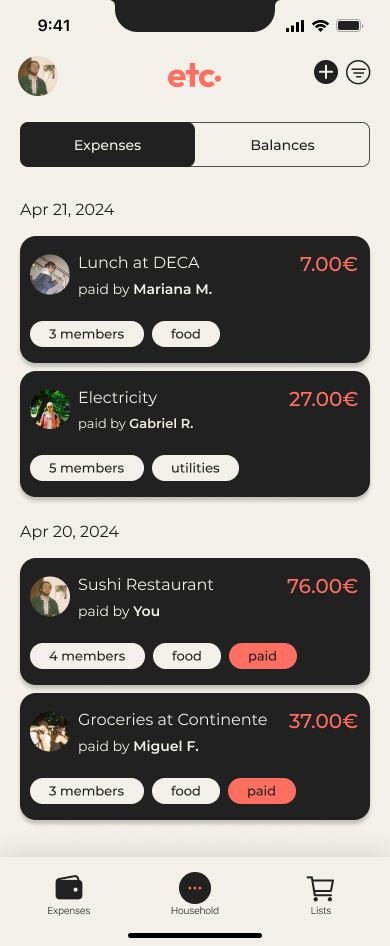 9:41
etc.
Expenses
Balances
Apr 21, 2024
Lunch at DECA
7.00€
paid by Mariana M.
3 members
food
Electricity
27.00€
paid by Gabriel R.
5 members
utilities
Apr 20, 2024
Sushi Restaurant
76.00€
paid by You
4 members
food
paid
Groceries at Continente
37.00€
paid by Miguel F.
3 members
food
paid
Expenses
Household
Lists